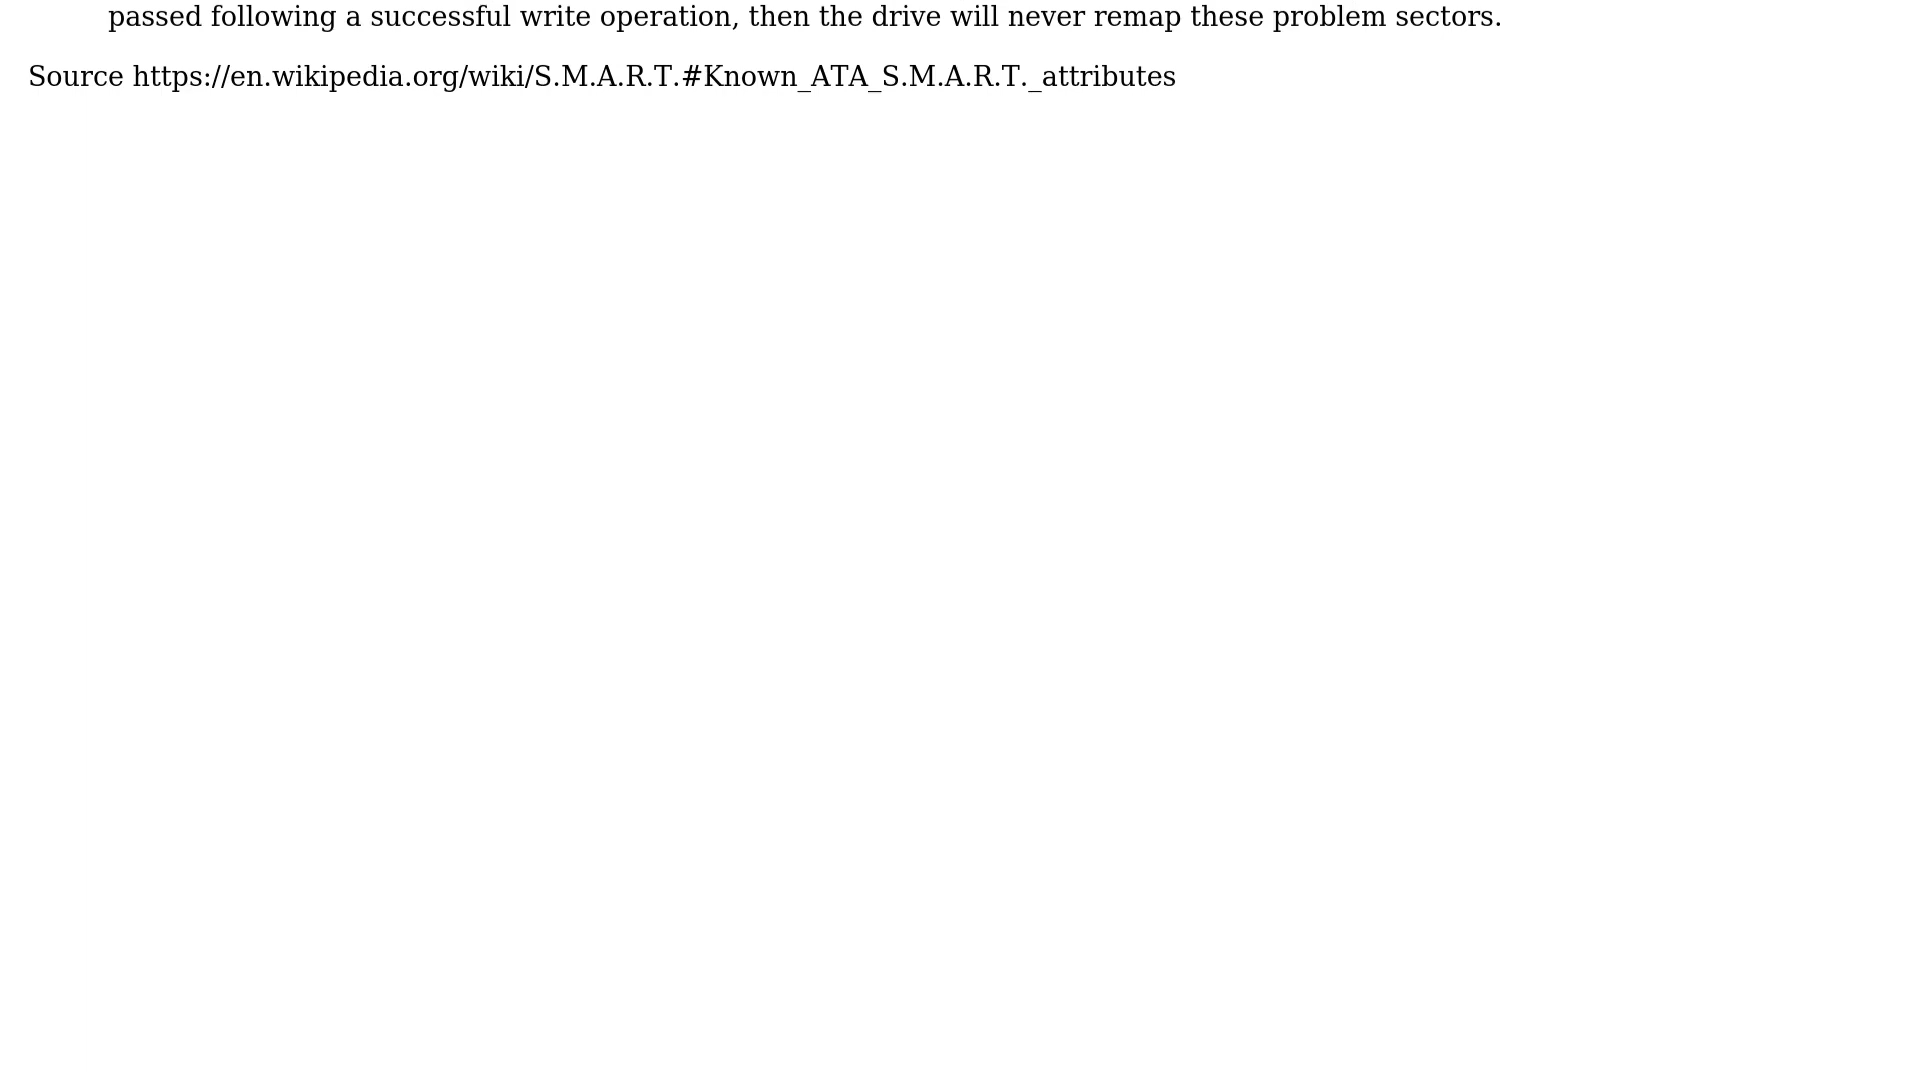 passed following a successful write operation, then the drive will never remap these problem sectors.
Source https://en.wikipedia.org/wiki/S.M.A.R.T.#Known_ATA_S.M.A.R.T._attributes